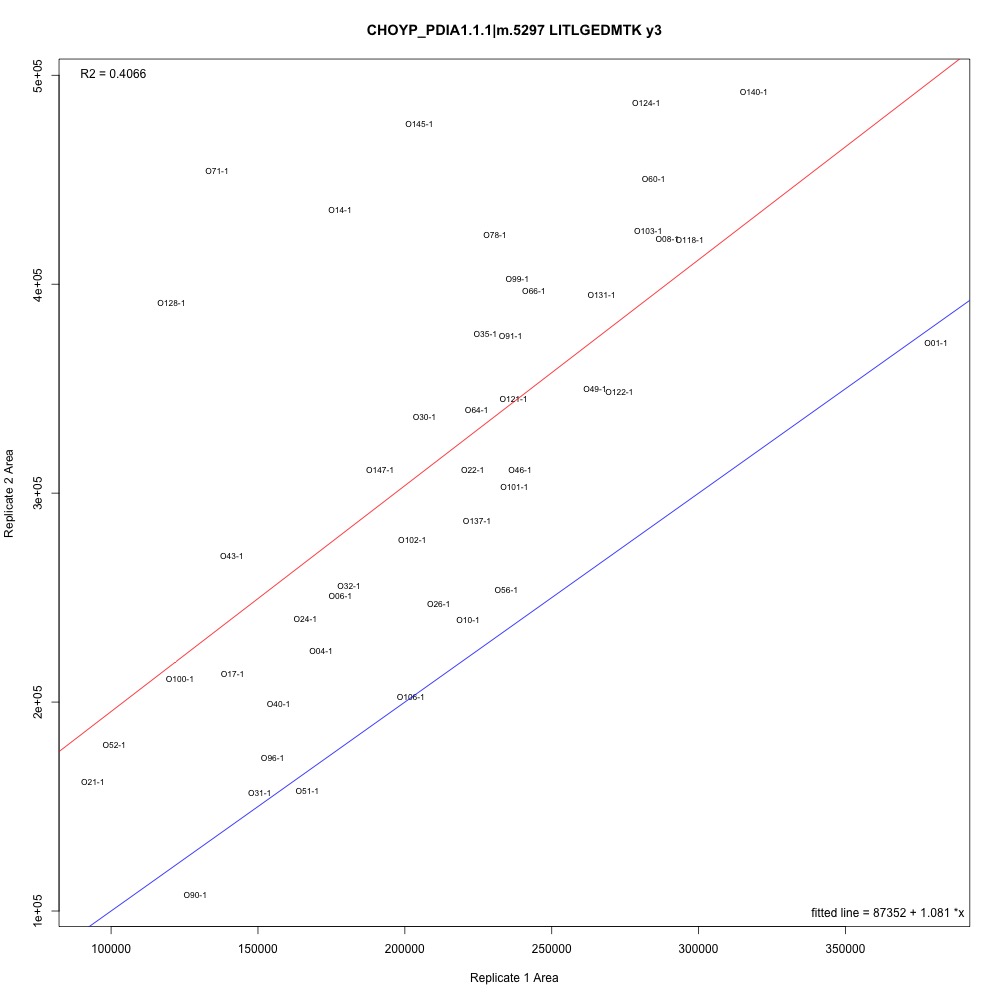 CHOYP_PDIA1.1.1|m.5297 LITLGEDMTK y3
R2 = 0.4066
5e+05
4e+05
3e+05
2e+05
1e+05
Replicate 2 Area
O140-1
O124-1
O145-1
O71-1
O60-1
O14-1
O103-1
O78-1
O08-1
O118-1
O99-1
O66-1
O131-1
O128-1
O35-1
O91-1
O01-1
O49-1
O122-1
O121-1
O64-1
O30-1
O147-1
O22-1
O46-1
O101-1
O137-1
O102-1
O43-1
O32-1
O56-1
O06-1
O26-1
O24-1
O10-1
O04-1
O17-1
O100-1
O106-1
O40-1
O52-1
O96-1
O21-1
O51-1
O31-1
O90-1
fitted line = 87352 + 1.081 *x
100000 150000 200000 250000 300000 350000
Replicate 1 Area